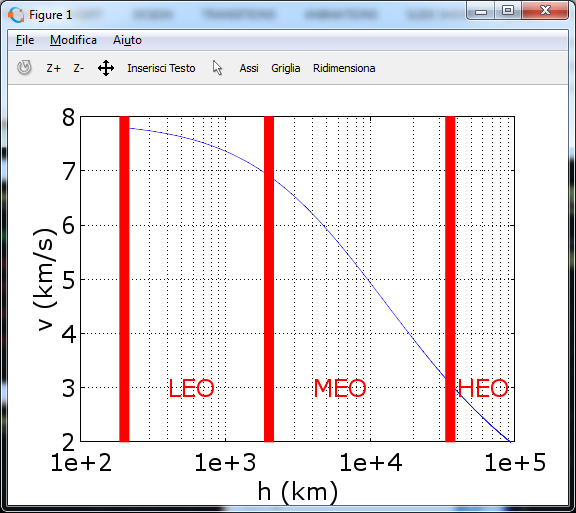 Figure 1
File Modifica Aiuto
Z+ Z- Inserisci Testo Assi Griglia Ridimensiona
8
7
6
5
4
3
2
v (km/s)
LEO MEO HEO
1e+2 1e+3 1e+4 1e+5
h (km)